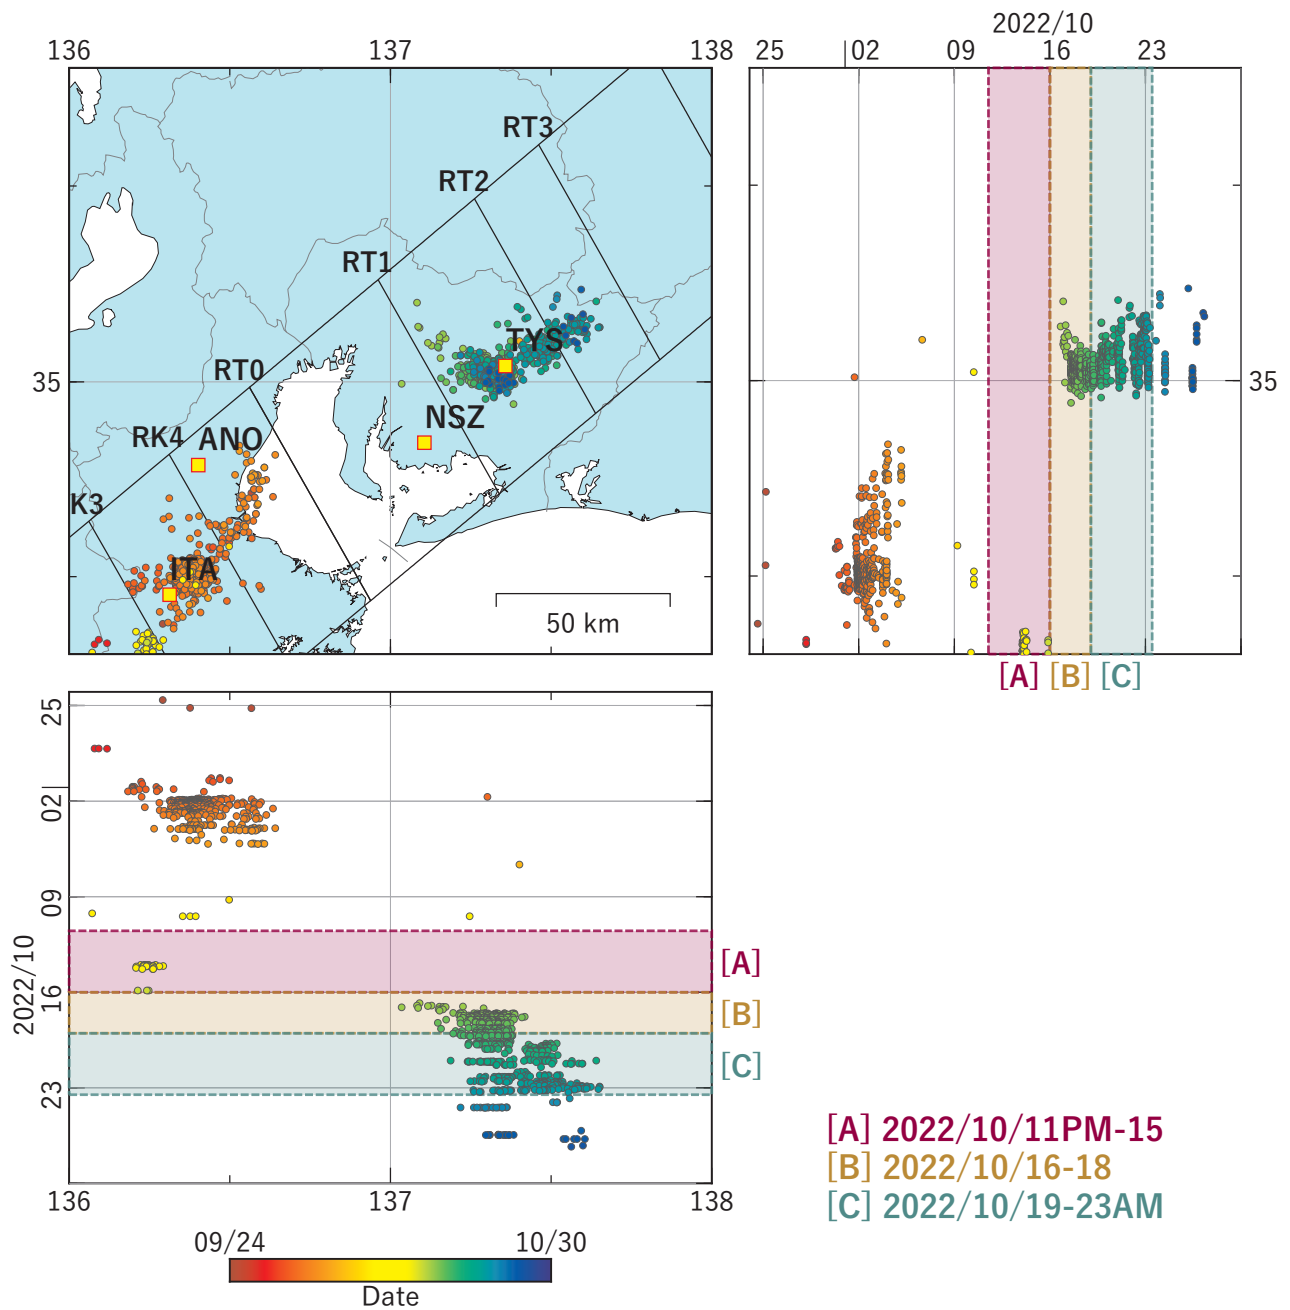 2022/10
136 137 138
25 02 09 16 23
RT3
RT2
RT1
RT0
TYS
35
35
NSZ
RK4 ANO
K3
ITA
50 km
[A] [B] [C]
25
02
09
16
23
2022/10
[A]
[B]
[C]
136 137 138
[A] 2022/10/11PM-15
[B] 2022/10/16-18
[C] 2022/10/19-23AM
09/24 10/30
Date